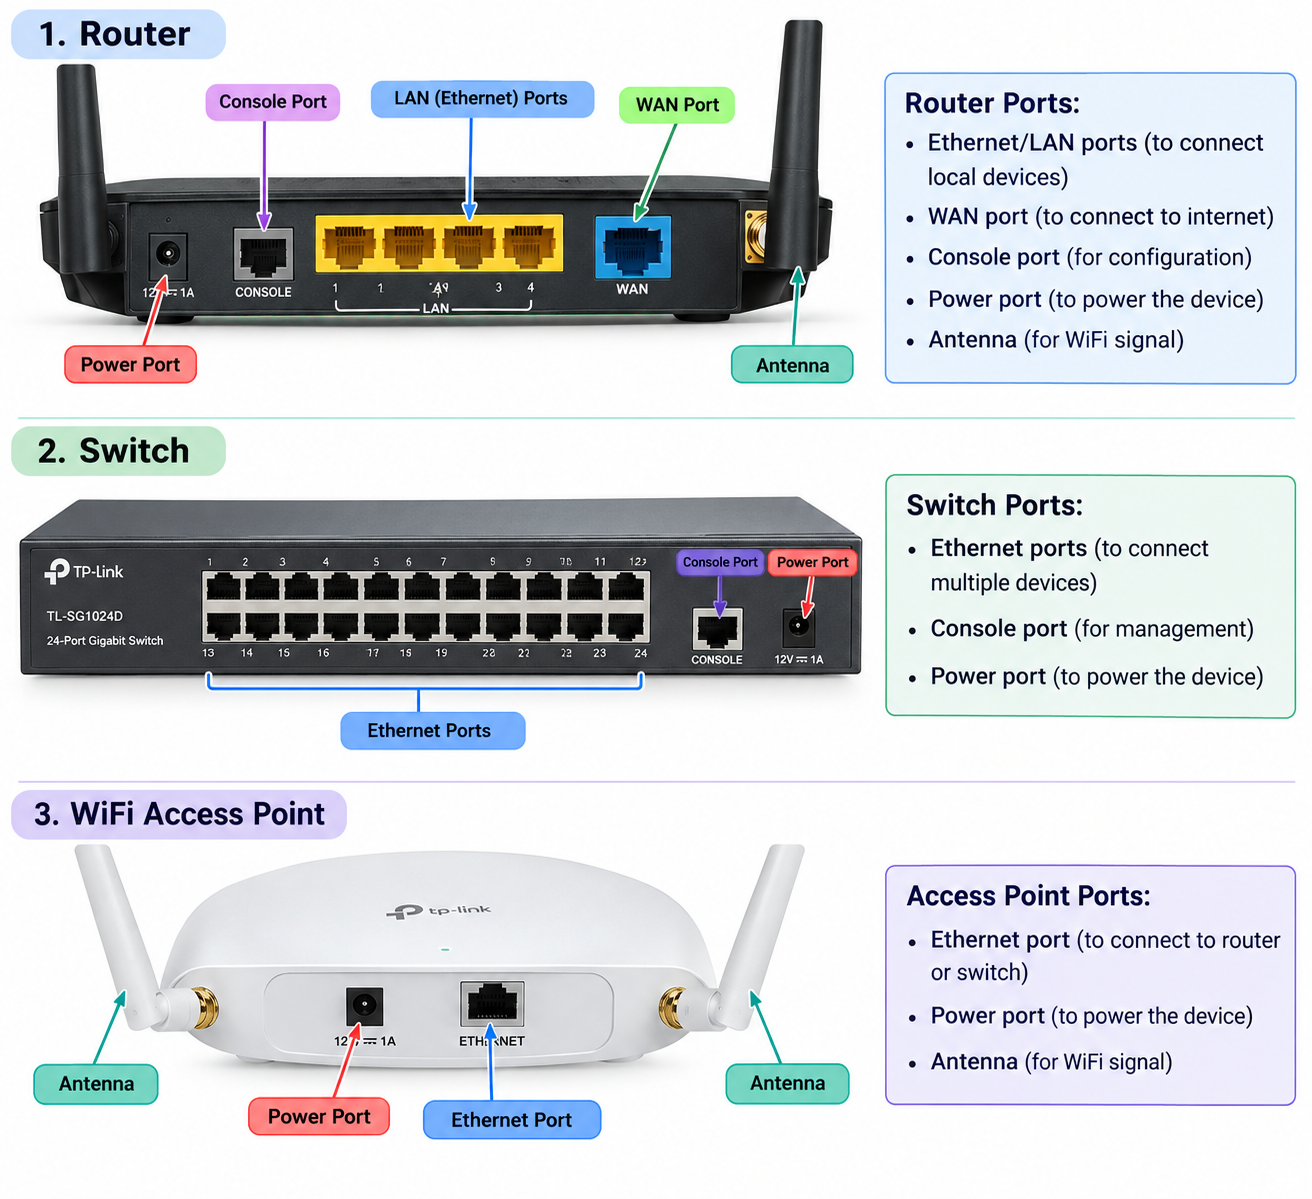 1. Router
Console Port
LAN (Ethernet) Ports
WAN Port
1A
CONSOLE
1
3
4
LAN
WAN
Power Port
Antenna
Router Ports:
• Ethernet/LAN ports (to connect
local devices)
• WAN port (to connect to internet)
• Console port (for configuration)
• Power port (to power the device)
• Antenna (for WiFi signal)
2. Switch
TP-Link
TL-SG1024D
24-Port Gigabit Switch
1 2 3 4 5 6 7 9 11
13 14 15 16 17 19 23 24
Console Port
Power Port
CONSOLE
12V ⎓ 1A
Ethernet Ports
Switch Ports:
• Ethernet ports (to connect
multiple devices)
• Console port (for management)
• Power port (to power the device)
3. WiFi Access Point
tp-link
1A
ETHERNET
Antenna
Power Port
Ethernet Port
Antenna
Access Point Ports:
• Ethernet port (to connect to router
or switch)
• Power port (to power the device)
• Antenna (for WiFi signal)